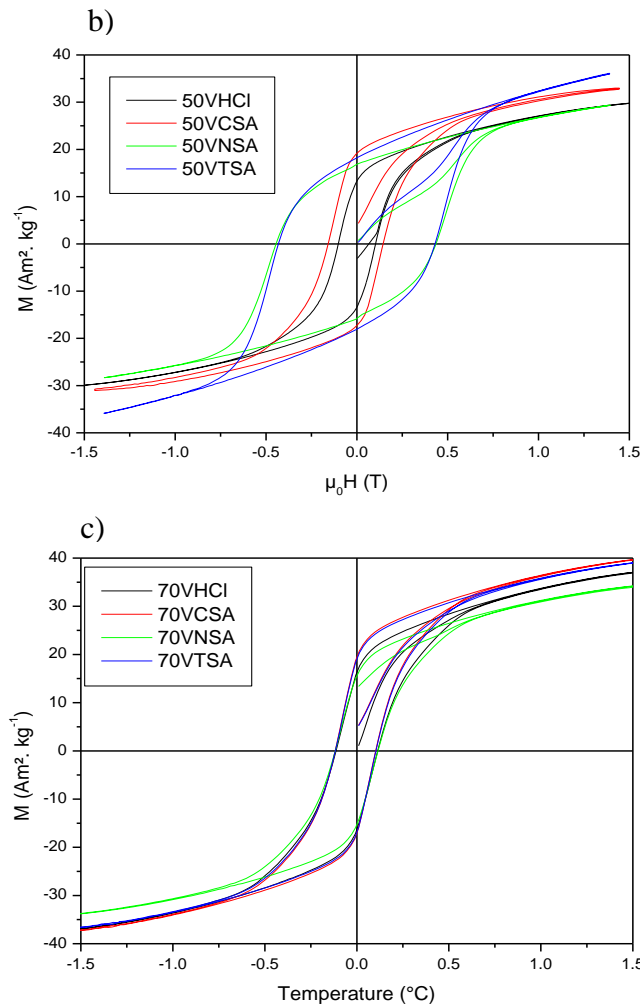 b)
40
30
20
10
0
-10
-20
-30
-40
M (Am². kg⁻¹)
50VHCl
50VCSA
50VNSA
50VTSA
-1.5 -1.0 -0.5 0.0 0.5 1.0 1.5
µ₀H (T)
c)
40
30
20
10
0
-10
-20
-30
-40
M (Am². kg⁻¹)
70VHCl
70VCSA
70VNSA
70VTSA
-1.5 -1.0 -0.5 0.0 0.5 1.0 1.5
Temperature (°C)